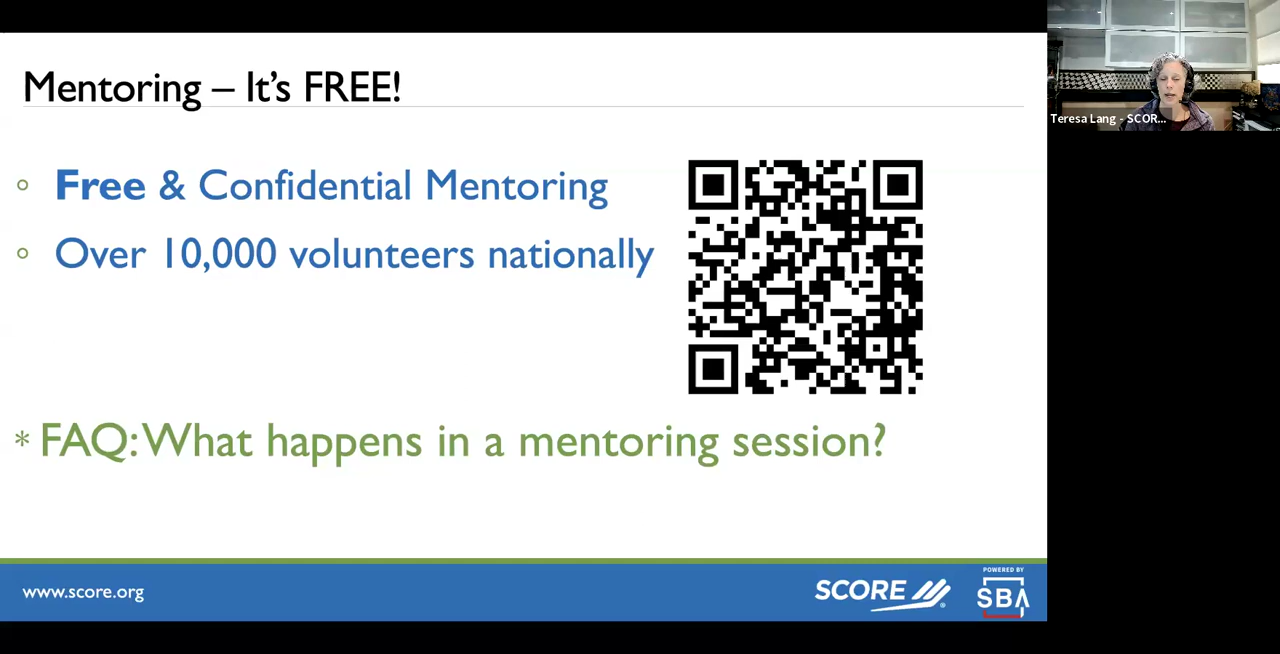 Mentoring – It's FREE!
Free & Confidential Mentoring
Over 10,000 volunteers nationally
* FAQ: What happens in a mentoring session?
www.score.org
SCORE
POWERED BY
SBA
Teresa Lang - SCOR...